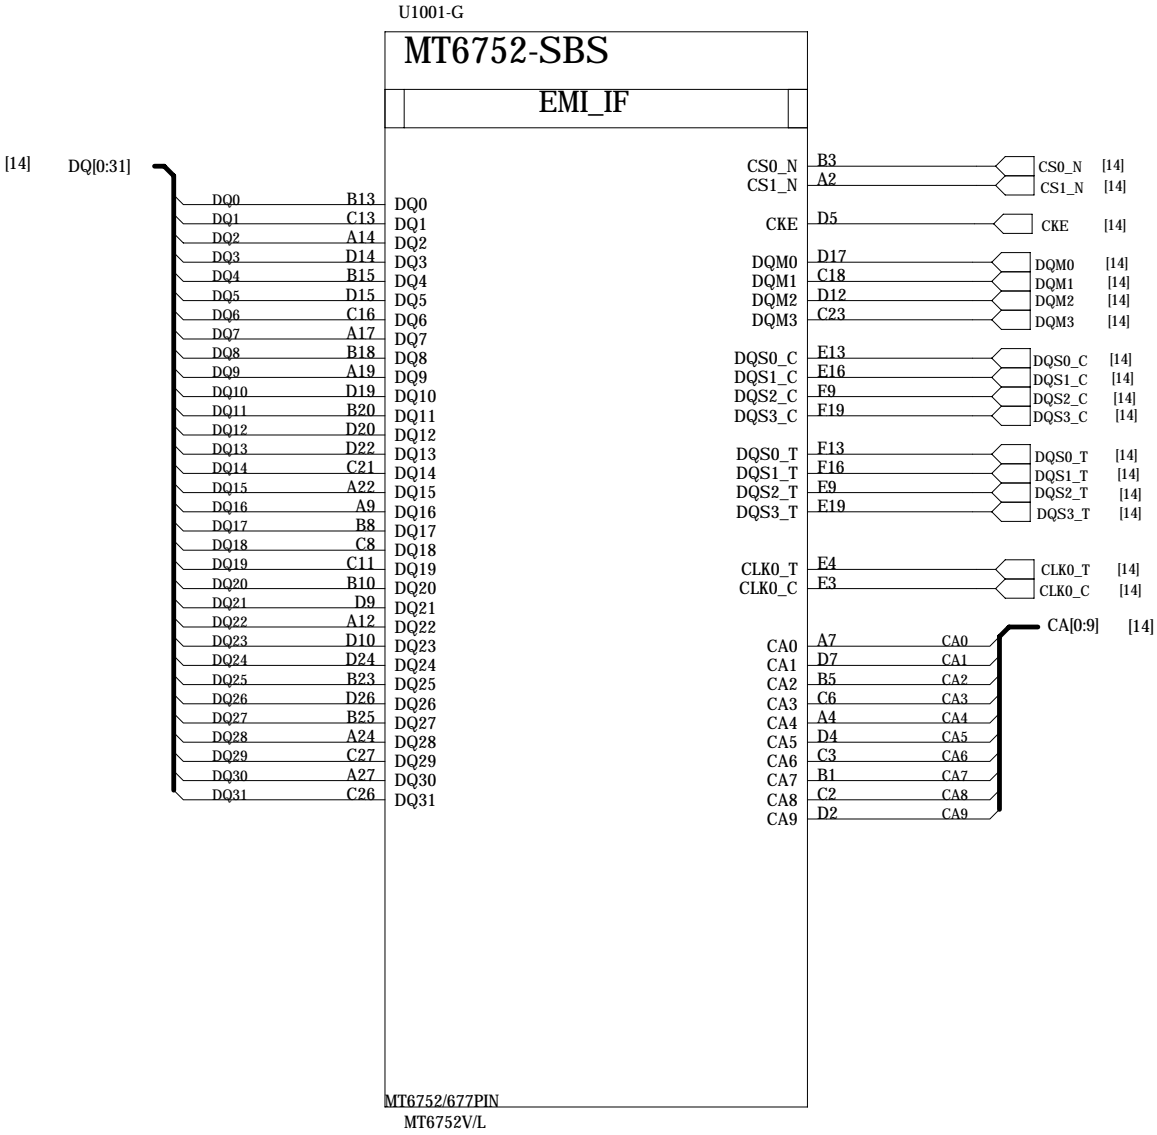 U1001-G
MT6752-SBS
EMI_IF
[14] DQ[0:31]
DQ0 B13 DQ0
DQ1 C13 DQ1
DQ2 A14 DQ2
DQ3 D14 DQ3
DQ4 B15 DQ4
DQ5 D15 DQ5
DQ6 C16 DQ6
DQ7 A17 DQ7
DQ8 B18 DQ8
DQ9 A19 DQ9
DQ10 D19 DQ10
DQ11 B20 DQ11
DQ12 D20 DQ12
DQ13 D22 DQ13
DQ14 C21 DQ14
DQ15 A22 DQ15
DQ16 A9 DQ16
DQ17 B8 DQ17
DQ18 C8 DQ18
DQ19 C11 DQ19
DQ20 B10 DQ20
DQ21 D9 DQ21
DQ22 A12 DQ22
DQ23 D10 DQ23
DQ24 D24 DQ24
DQ25 B23 DQ25
DQ26 D26 DQ26
DQ27 B25 DQ27
DQ28 A24 DQ28
DQ29 C27 DQ29
DQ30 A27 DQ30
DQ31 C26 DQ31
CS0_N B3 CS0_N [14]
CS1_N A2 CS1_N [14]
CKE D5 CKE [14]
DQM0 D17 DQM0 [14]
DQM1 C18 DQM1 [14]
DQM2 D12 DQM2 [14]
DQM3 C23 DQM3 [14]
DQS0_C E13 DQS0_C [14]
DQS1_C E16 DQS1_C [14]
DQS2_C F9 DQS2_C [14]
DQS3_C F19 DQS3_C [14]
DQS0_T F13 DQS0_T [14]
DQS1_T F16 DQS1_T [14]
DQS2_T E9 DQS2_T [14]
DQS3_T E19 DQS3_T [14]
CLK0_T E4 CLK0_T [14]
CLK0_C E3 CLK0_C [14]
CA[0:9] [14]
CA0 A7 CA0
CA1 D7 CA1
CA2 B5 CA2
CA3 C6 CA3
CA4 A4 CA4
CA5 D4 CA5
CA6 C3 CA6
CA7 B1 CA7
CA8 C2 CA8
CA9 D2 CA9
MT6752/677PIN
MT6752V/L